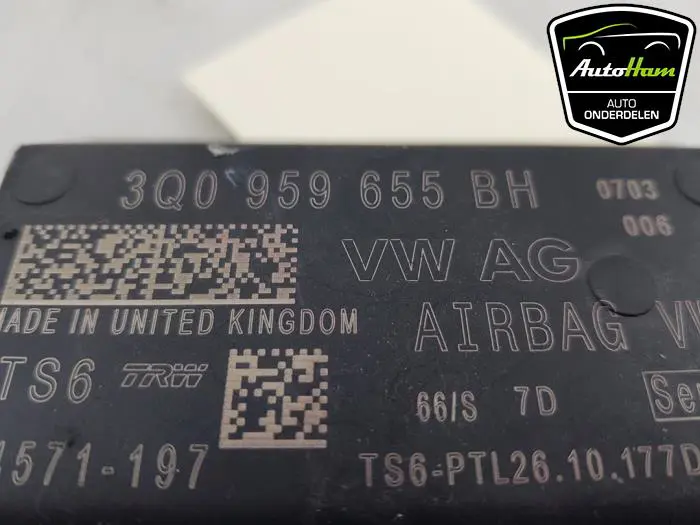 AutoHam
AUTO
ONDERDELEN
3Q0 959 655 BH 0703
006
VW AG
MADE IN UNITED KINGDOM
AIRBAG VW
TS6 TRW
66/S 7D
571-197
TS6-PTL26.10.177D